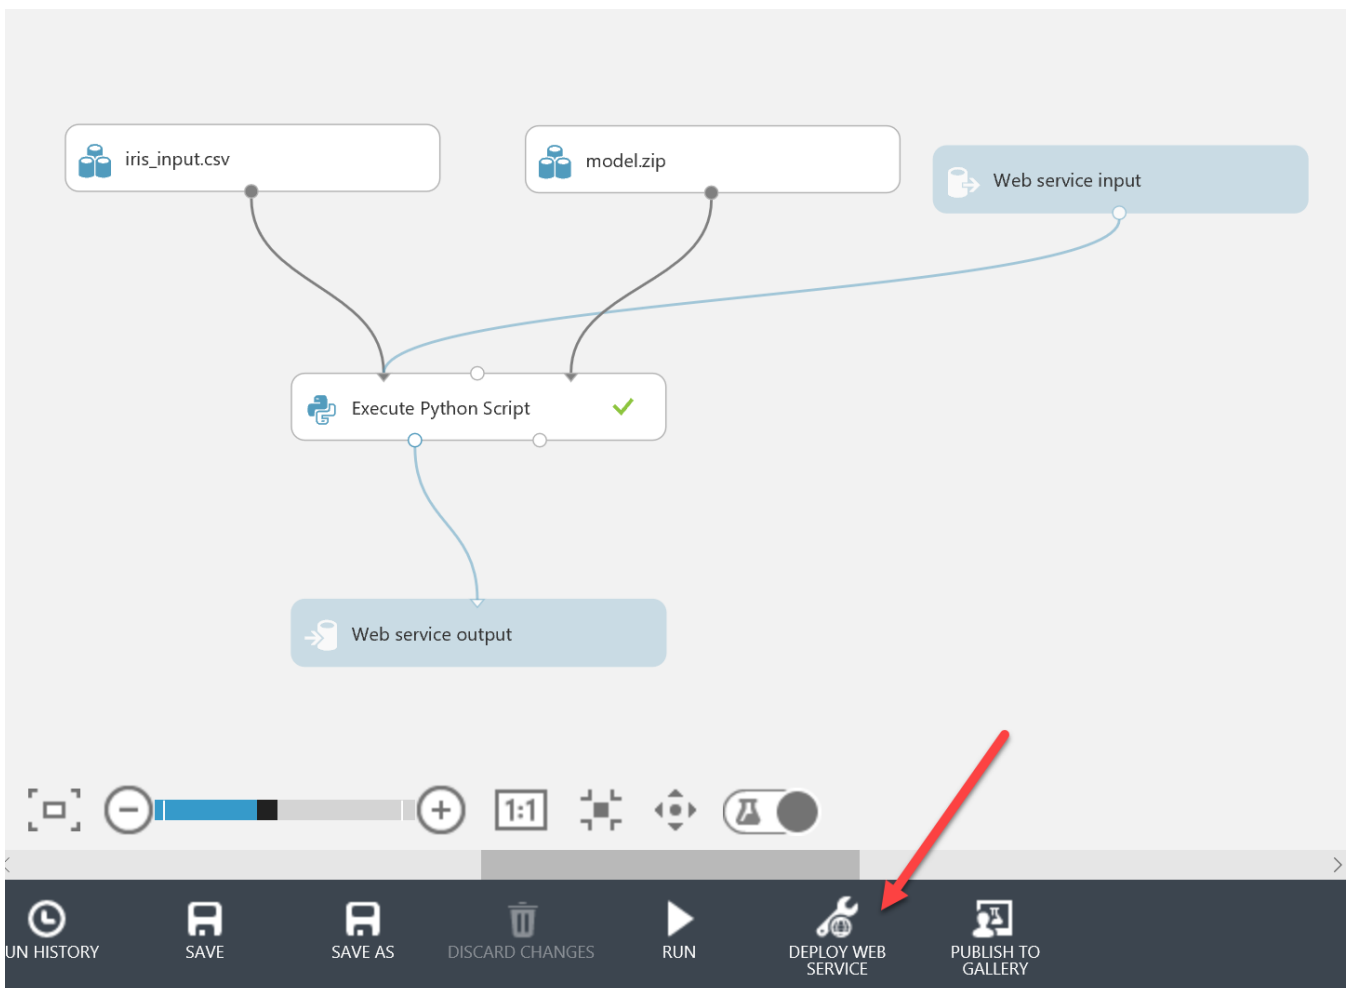 iris_input.csv
model.zip
Web service input
Execute Python Script
Web service output
1:1
UN HISTORY
SAVE
SAVE AS
DISCARD CHANGES
RUN
DEPLOY WEB
SERVICE
PUBLISH TO
GALLERY